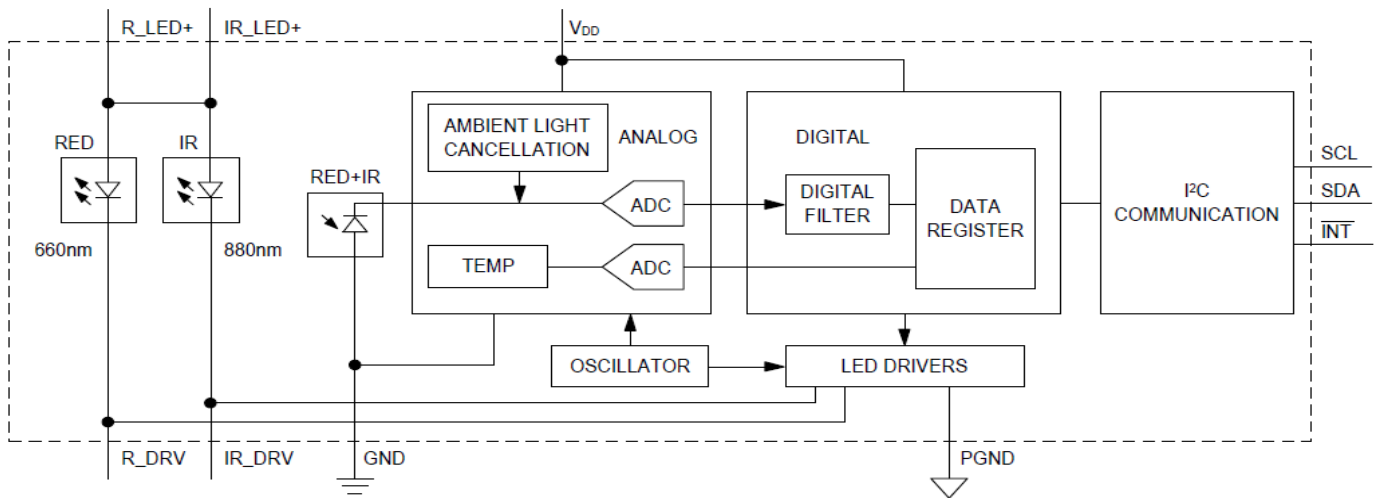 R_LED+
IR_LED+
VDD
AMBIENT LIGHT
CANCELLATION
ANALOG
DIGITAL
RED
IR
RED+IR
SCL
ADC
DIGITAL
FILTER
DATA
REGISTER
I²C
COMMUNICATION
SDA
INT
660nm
880nm
TEMP
ADC
OSCILLATOR
LED DRIVERS
R_DRV
IR_DRV
GND
PGND